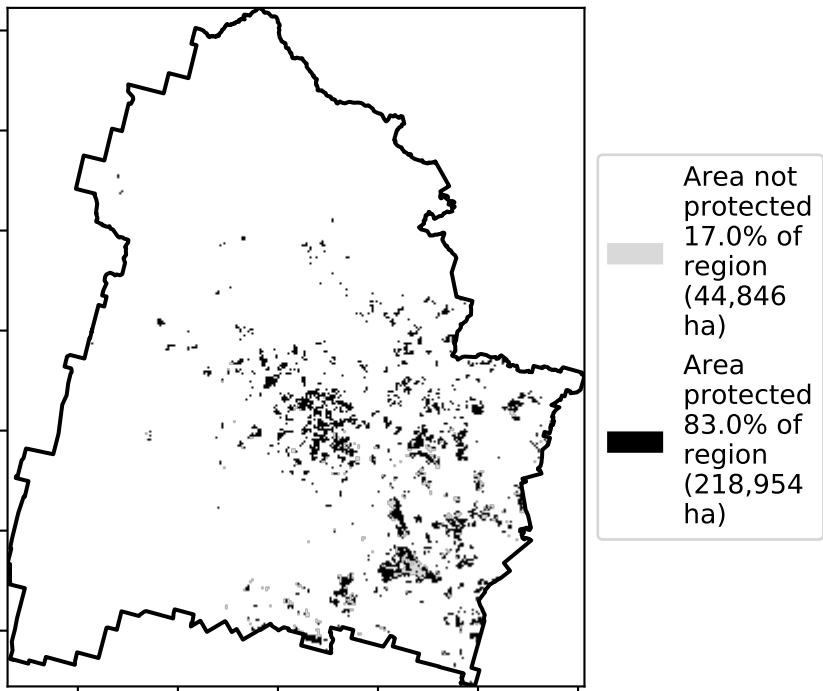 Area not
protected
17.0% of
region
(44,846
ha)
Area
protected
83.0% of
region
(218,954
ha)